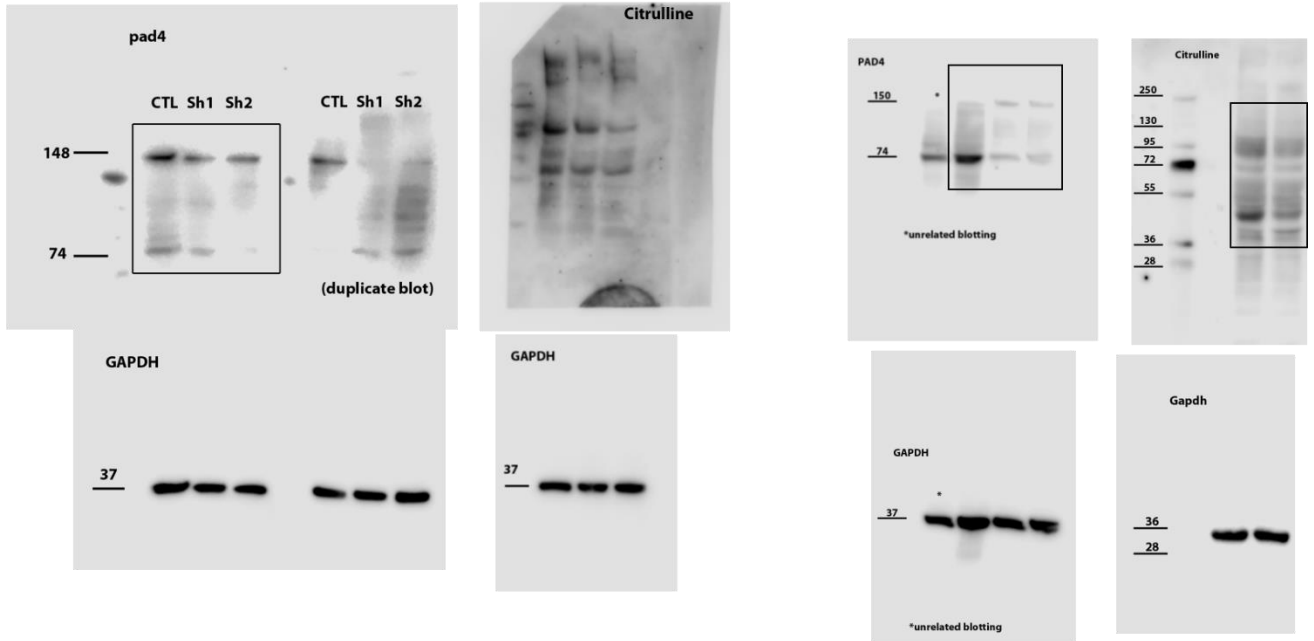 pad4
CTL Sh1 Sh2
CTL Sh1 Sh2
148
74
(duplicate blot)
Citrulline
GAPDH
37
GAPDH
37
PAD4
150
*
74
*unrelated blotting
Citrulline
250
130
95
72
55
36
28
*
GAPDH
*
37
*unrelated blotting
Gapdh
36
28